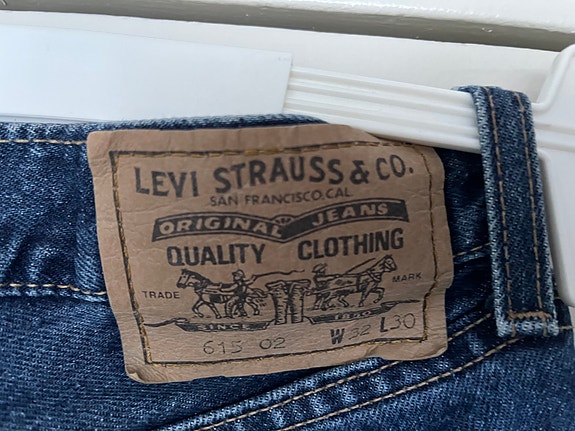 LEVI STRAUSS & CO.
SAN FRANCISCO, CAL
ORIGINAL JEANS
QUALITY CLOTHING
TRADE MARK
SINCE 1850
615 02 W 32 L 30